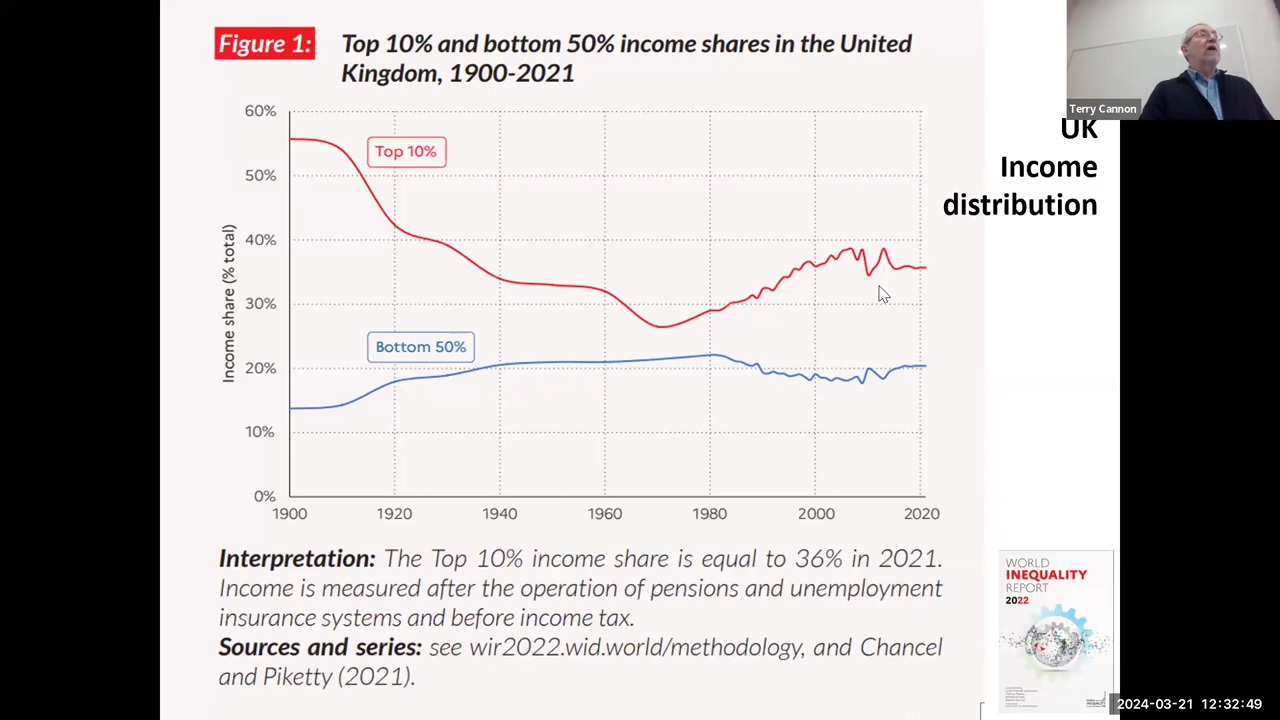 Figure 1:
Top 10% and bottom 50% income shares in the United
Kingdom, 1900-2021
Terry Cannon
UK
Income
distribution
60%
50%
40%
30%
20%
10%
0%
Income share (% total)
Top 10%
Bottom 50%
1900
1920
1940
1960
1980
2000
2020
Interpretation: The Top 10% income share is equal to 36% in 2021.
Income is measured after the operation of pensions and unemployment
insurance systems and before income tax.
Sources and series: see wir2022.wid.world/methodology, and Chancel
and Piketty (2021).
WORLD
INEQUALITY
REPORT
2022
2024-03-21 12:32:49